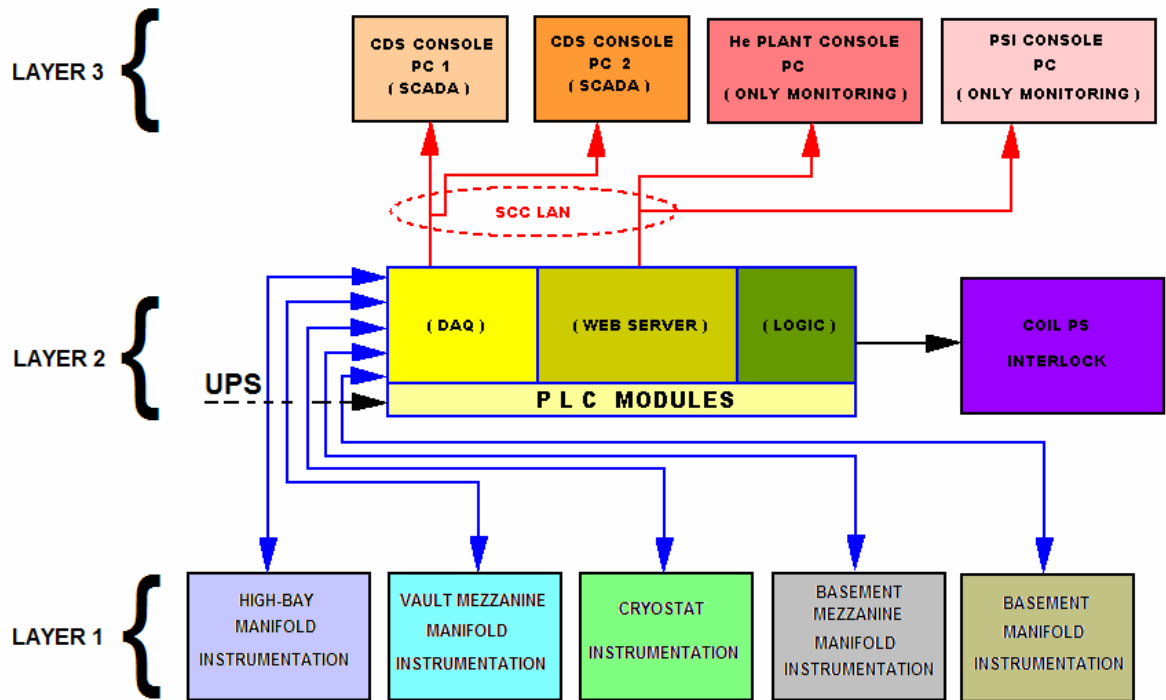 LAYER 3
CDS CONSOLE
PC 1
( SCADA )
CDS CONSOLE
PC 2
( SCADA )
He PLANT CONSOLE
PC
( ONLY MONITORING )
PSI CONSOLE
PC
( ONLY MONITORING )
SCC LAN
LAYER 2
UPS
( DAQ )
( WEB SERVER )
( LOGIC )
PLC MODULES
COIL PS
INTERLOCK
LAYER 1
HIGH-BAY
MANIFOLD
INSTRUMENTATION
VAULT MEZZANINE
MANIFOLD
INSTRUMENTATION
CRYOSTAT
INSTRUMENTATION
BASEMENT
MEZZANINE
MANIFOLD
INSTRUMENTATION
BASEMENT
MANIFOLD
INSTRUMENTATION